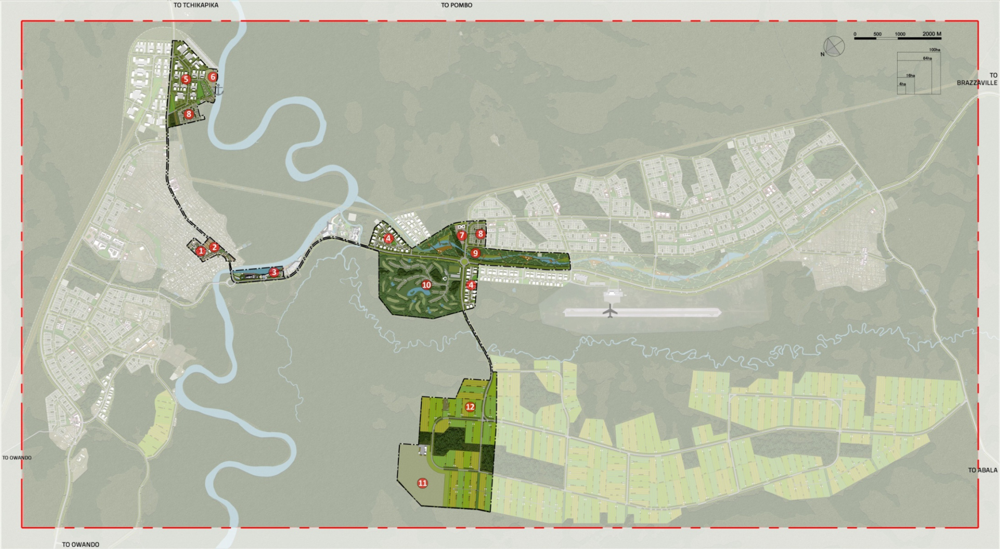 TO TCHIKAPIKA
TO POMBO
0 500 1000 2000 M
N
100ha
64ha
16ha
4ha
TO
BRAZZAVILLE
5
6
8
4
7
8
1
2
9
3
10
4
12
11
TO OWANDO
TO ABALA
TO OWANDO